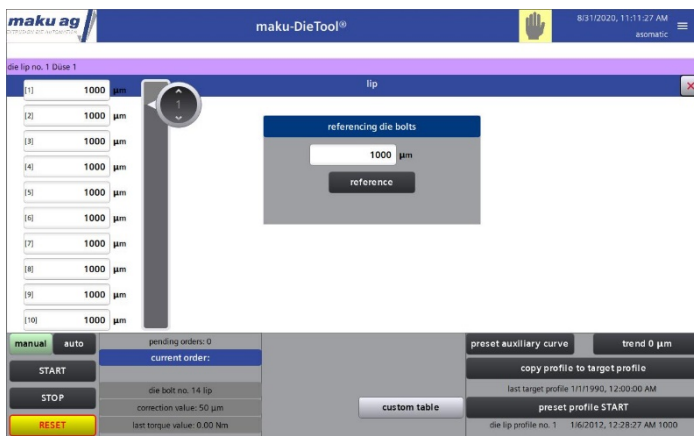 maku ag
maku-DieTool®
8/31/2020, 11:11:27 AM
asomatic
die lip no. 1 Düse 1
lip
[1] 1000 µm
[2] 1000 µm
[3] 1000 µm
[4] 1000 µm
[5] 1000 µm
[6] 1000 µm
[7] 1000 µm
[8] 1000 µm
[9] 1000 µm
[10] 1000 µm
1
referencing die bolts
1000 µm
reference
manual auto
START
STOP
RESET
pending orders: 0
current order:
die bolt no. 14 lip
correction value: 50 µm
last torque value: 0.00 Nm
custom table
preset auxiliary curve
trend 0 µm
copy profile to target profile
last target profile 1/1/1990, 12:00:00 AM
preset profile START
die lip profile no. 1 1/6/2012, 12:28:27 AM 1000